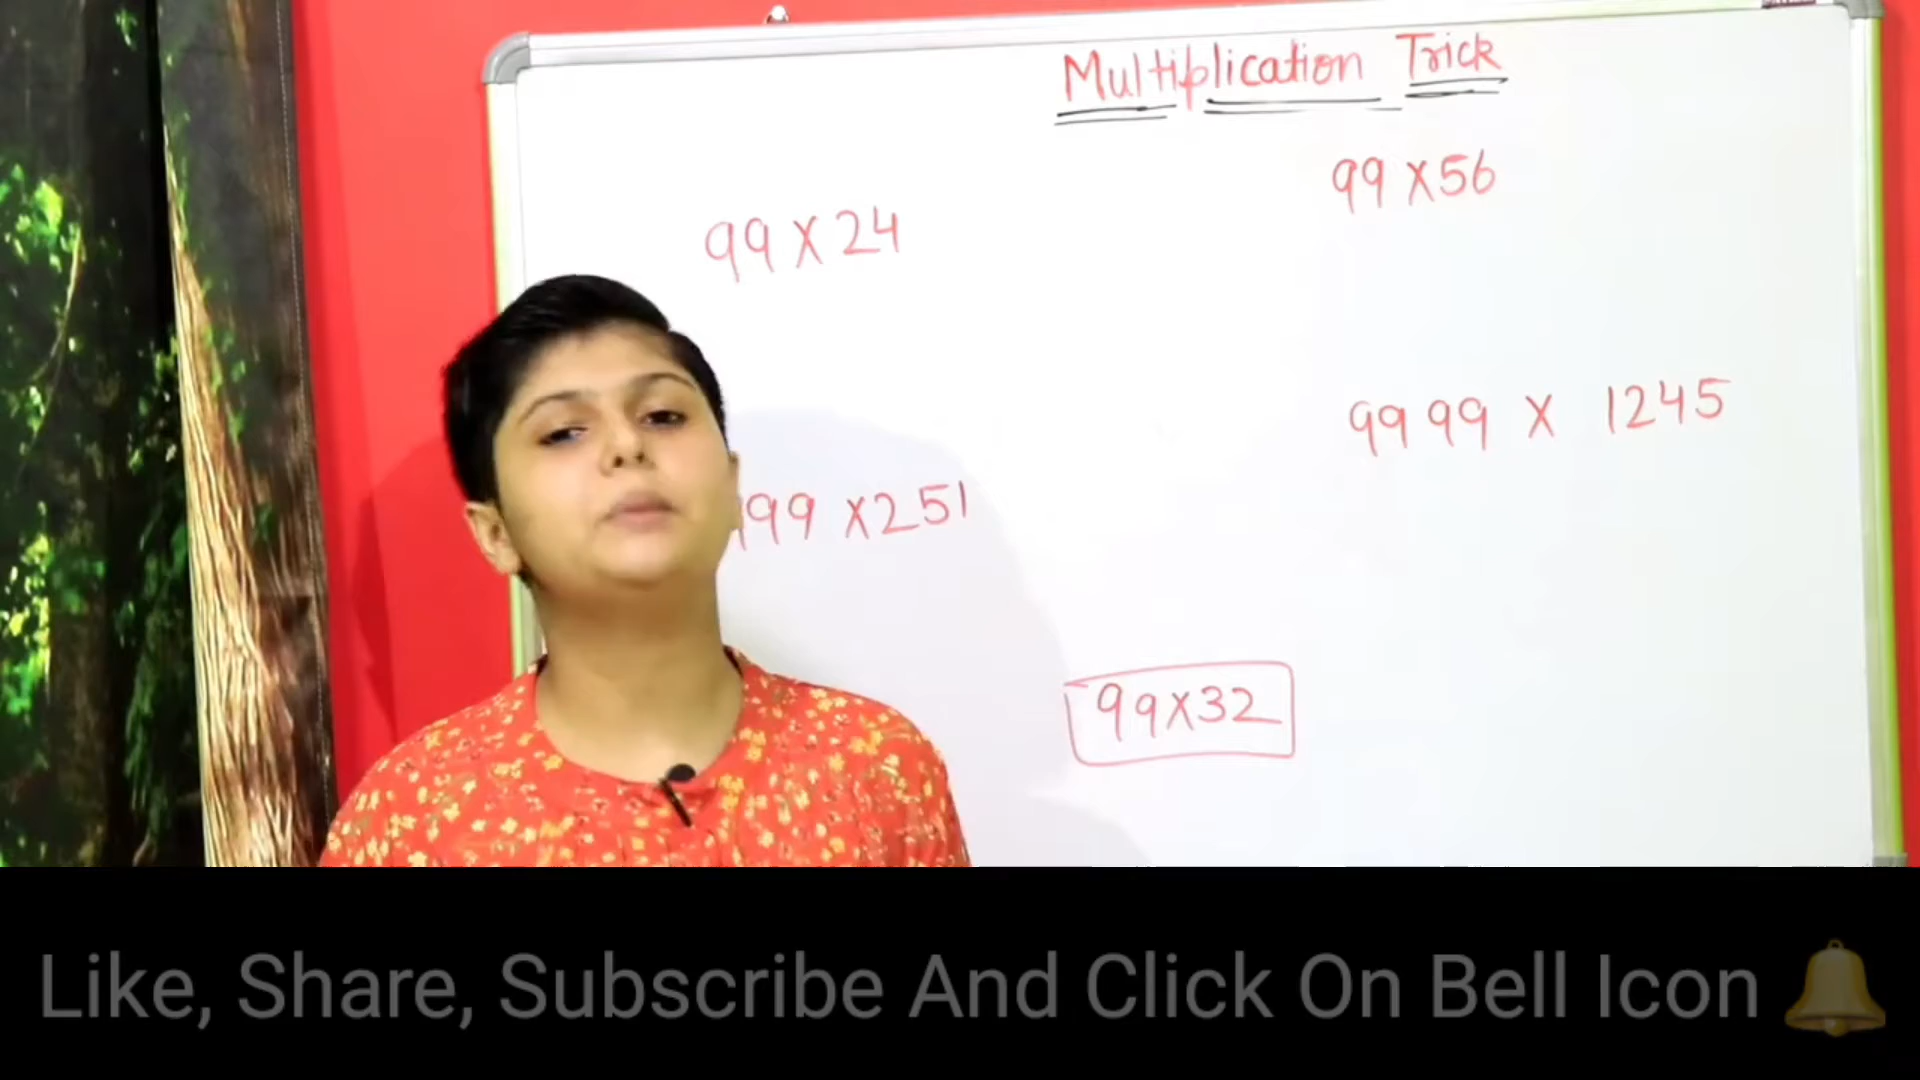 Multiplication Trick
99 X 56
99 X 24
9999 X 1245
99 X 251
99X32
Like, Share, Subscribe And Click On Bell Icon 🔔